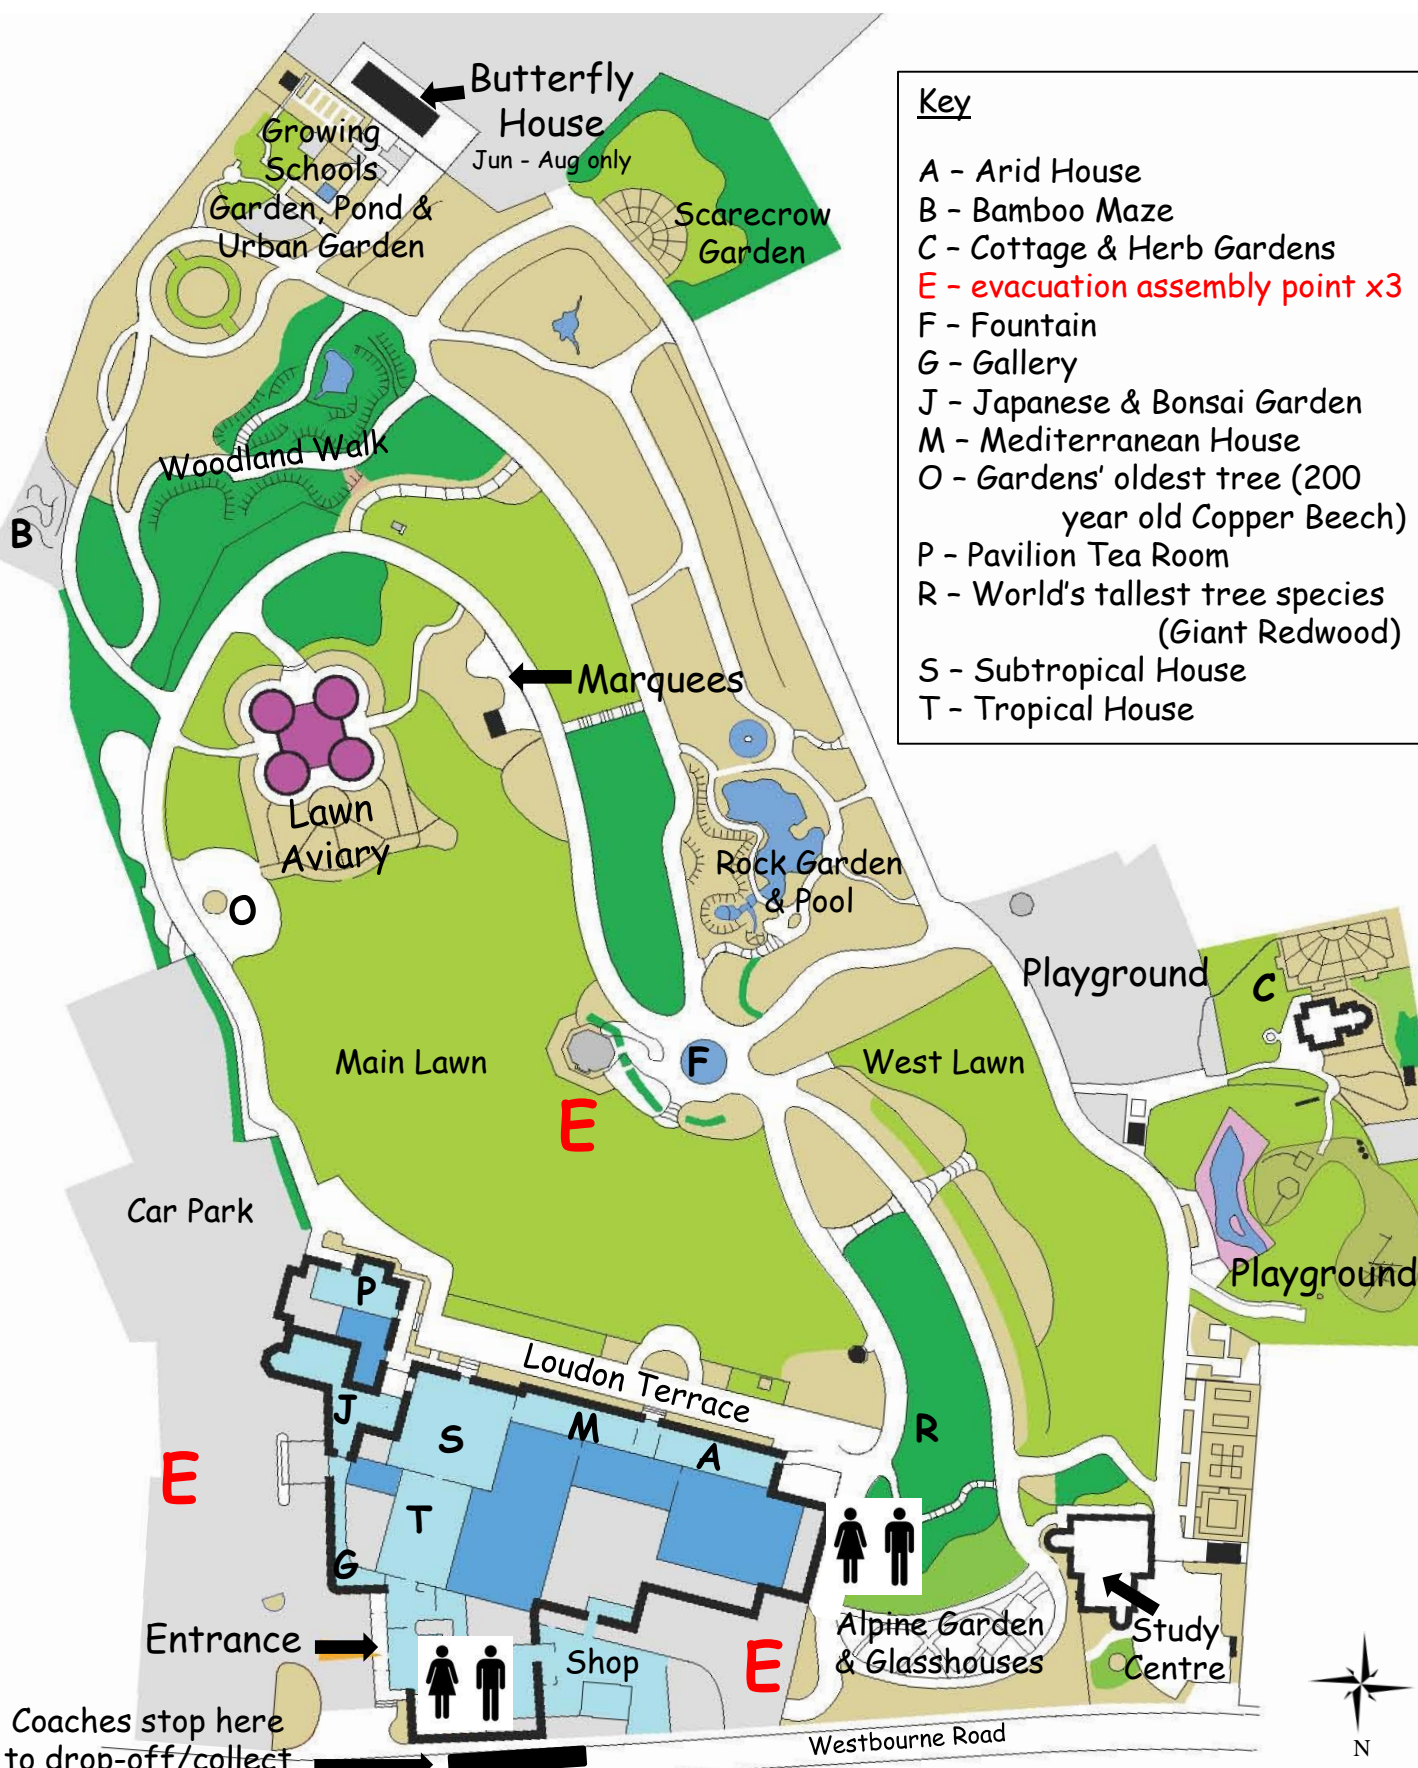 Butterfly
House
Jun - Aug only
Growing
Schools
Garden, Pond &
Urban Garden
Scarecrow
Garden
Key
A – Arid House
B – Bamboo Maze
C – Cottage & Herb Gardens
E – evacuation assembly point x3
F – Fountain
G – Gallery
J – Japanese & Bonsai Garden
M – Mediterranean House
O – Gardens' oldest tree (200
year old Copper Beech)
P – Pavilion Tea Room
R – World's tallest tree species
(Giant Redwood)
S – Subtropical House
T – Tropical House
Woodland Walk
B
Marquees
Lawn
Aviary
O
Rock Garden
& Pool
Playground
C
Main Lawn
F
West Lawn
E
Car Park
Playground
P
Loudon Terrace
J
S
M
A
R
E
T
G
Entrance
Shop
E
Alpine Garden
& Glasshouses
Study
Centre
Coaches stop here
to drop-off/collect
Westbourne Road
N